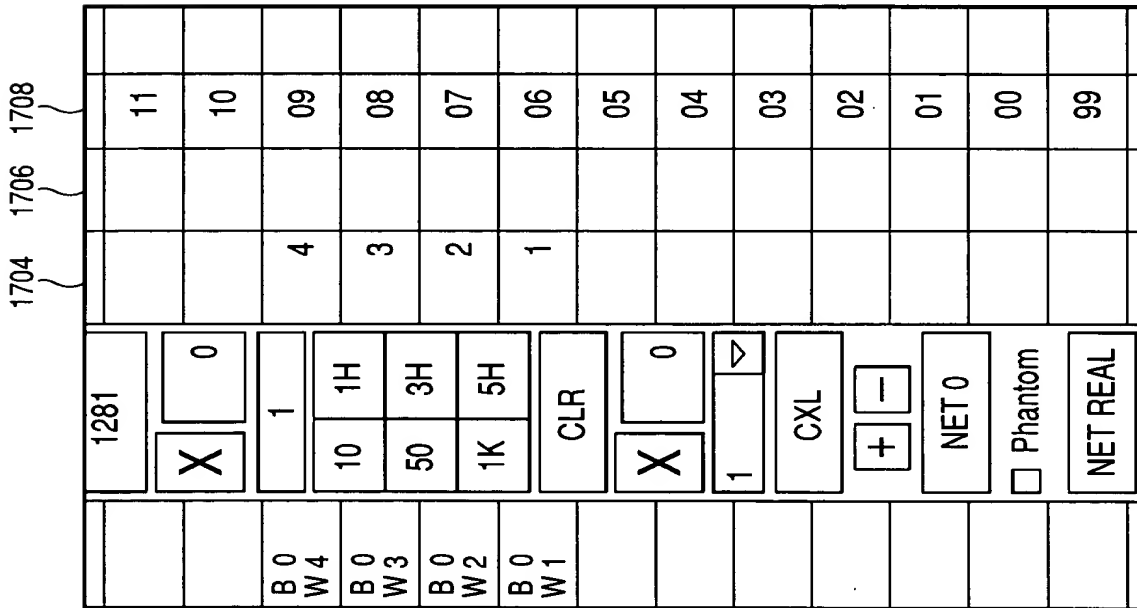 1704 1706 1708
1281
11
X 0
10
B 0
W 4
1
4
09
10 1H
B 0
W 3
3
08
50 3H
B 0
W 2
2
07
1K 5H
B 0
W 1
1
06
CLR
05
X 0
04
1
03
CXL
02
+ −
01
NET 0
00
Phantom
99
NET REAL